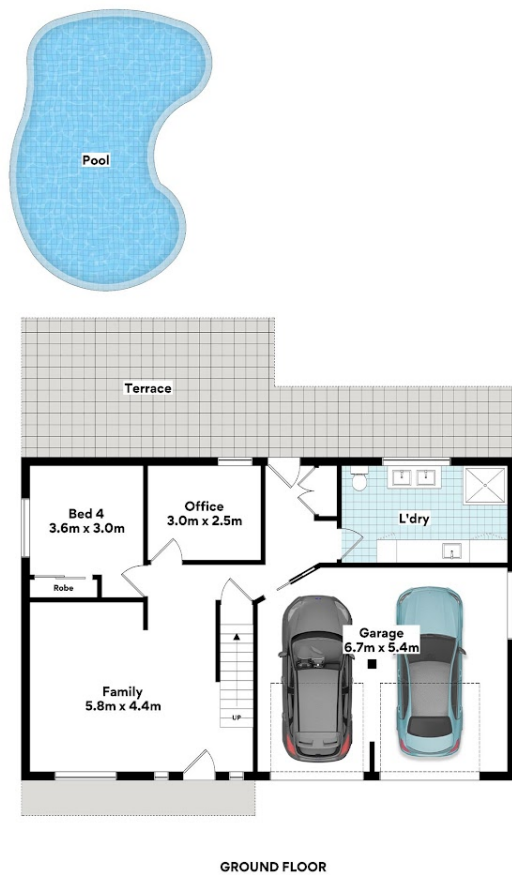 Pool
Terrace
Bed 4
3.6m x 3.0m
Office
3.0m x 2.5m
L'dry
Robe
Garage
6.7m x 5.4m
Family
5.8m x 4.4m
UP
GROUND FLOOR